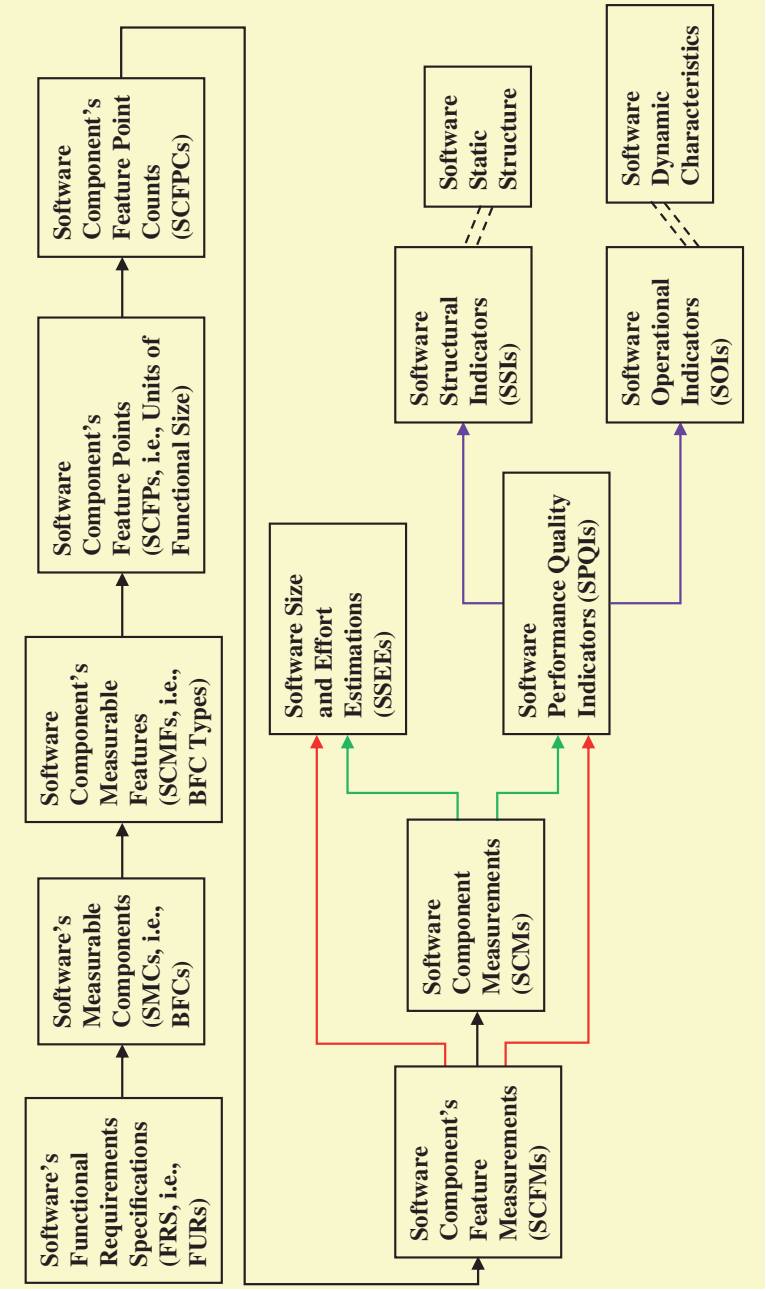 Software's
Functional
Requirements
Specifications
(FRS, i.e.,
FURs)
Software's
Measurable
Components
(SMCs, i.e.,
BFCs)
Software
Component's
Measurable
Features
(SCMFs, i.e.,
BFC Types)
Software
Component's
Feature Points
(SCFPs, i.e., Units of
Functional Size)
Software
Component's
Feature Point
Counts
(SCFPCs)
Software
Component's
Feature
Measurements
(SCFMs)
Software
Component
Measurements
(SCMs)
Software Size
and Effort
Estimations
(SSEEs)
Software
Performance Quality
Indicators (SPQIs)
Software
Structural
Indicators
(SSIs)
Software
Static
Structure
Software
Operational
Indicators
(SOIs)
Software
Dynamic
Characteristics